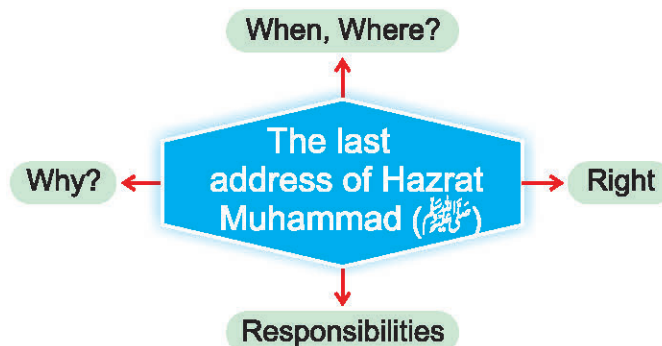 When, Where?
The last
address of Hazrat
Muhammad (ﷺ)
Why?
Right
Responsibilities